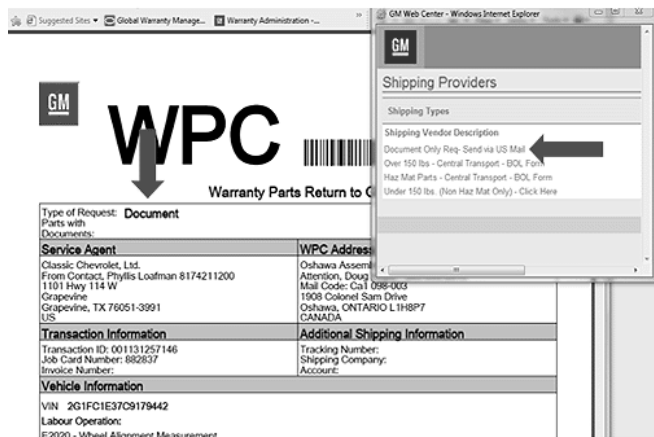 Suggested Sites ▾ Global Warranty Manage... Warranty Administration -... »
GM
WPC
Warranty Parts Return to
Type of Request: Document
Parts with
Documents:
Service Agent
WPC Address
Classic Chevrolet, Ltd.
From Contact, Phyllis Loafman 8174211200
1101 Hwy 114 W
Grapevine
Grapevine, TX 76051-3991
US
Oshawa
Attention, Doug
Mail Code: Ca1 098-003
1908 Colonel Sam Drive
Oshawa, ONTARIO L1H8P7
CANADA
Transaction Information
Additional Shipping Information
Transaction ID: 001131257146
Job Card Number: 882837
Invoice Number:
Tracking Number:
Shipping Company:
Account:
Vehicle Information
VIN 2G1FC1E37C9179442
Labour Operation:
E2020 - Wheel Alignment Measurement
GM Web Center - Windows Internet Explorer
GM
Shipping Providers
Shipping Types
Shipping Vendor Description
Document Only Req- Send via US Mail
Over 150 lbs - Central Transport - BOL Form
Haz Mat Parts - Central Transport - BOL Form
Under 150 lbs. (Non Haz Mat Only) - Click Here